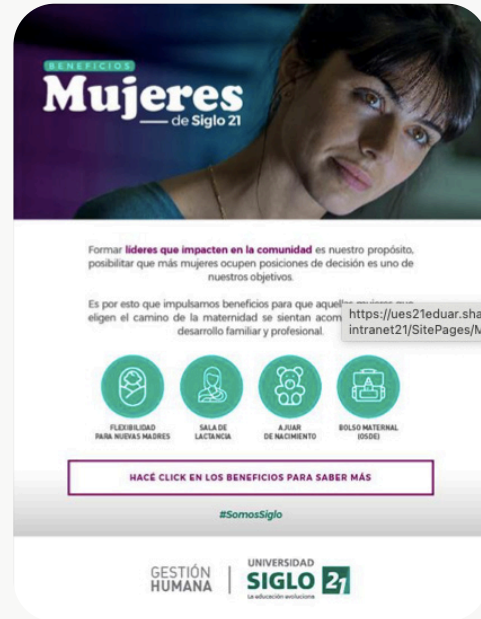 BENEFICIOS
Mujeres
de Siglo 21
Formar líderes que impacten en la comunidad es nuestro propósito,
posibilitar que más mujeres ocupen posiciones de decisión es uno de
nuestros objetivos.
Es por esto que impulsamos beneficios para que aquellas mujeres que
eligen el camino de la maternidad se sientan acom
desarrollo familiar y profesional.
https://ues21eduar.sha
intranet21/SitePages/M
FLEXIBILIDAD
PARA NUEVAS MADRES
SALA DE
LACTANCIA
AJUAR
DE NACIMIENTO
BOLSO MATERNAL
(OSDE)
HACÉ CLICK EN LOS BENEFICIOS PARA SABER MÁS
#SomosSiglo
GESTIÓN
HUMANA
UNIVERSIDAD
SIGLO 21
La educación evoluciona